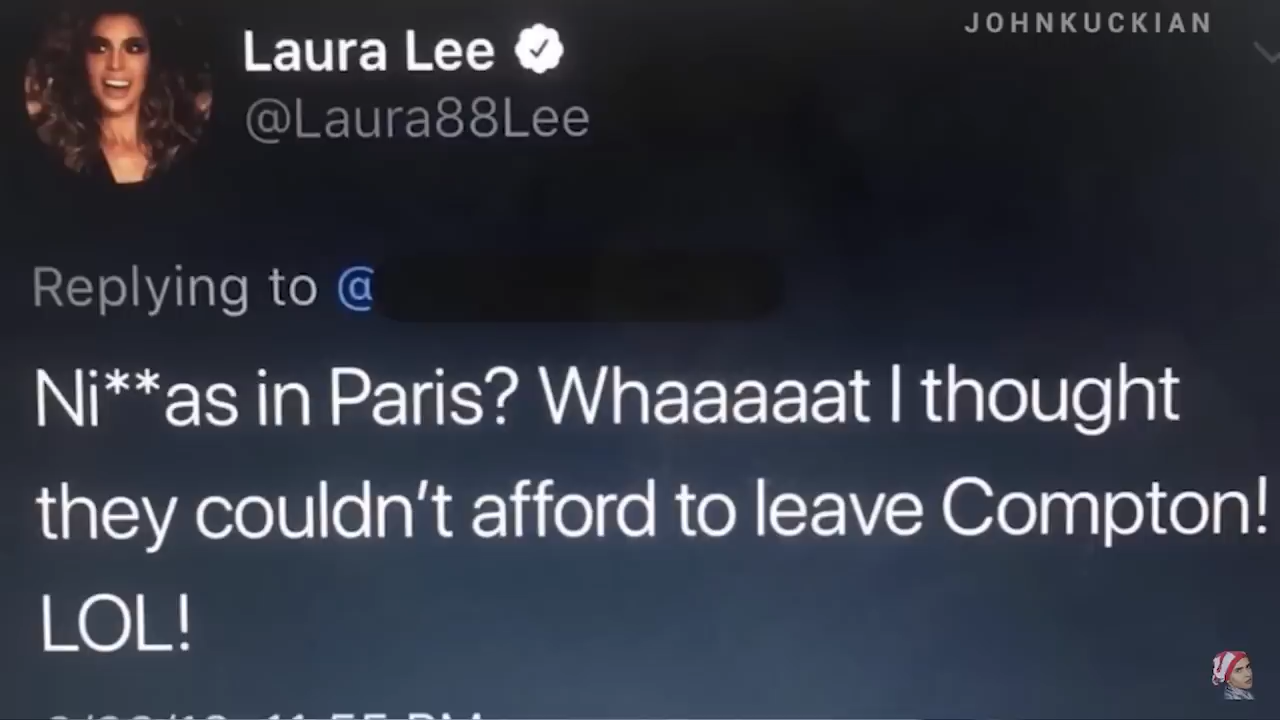 JOHNKUCKIAN
Laura Lee
@Laura88Lee
Replying to @
Ni**as in Paris? Whaaaaat I thought
they couldn't afford to leave Compton!
LOL!